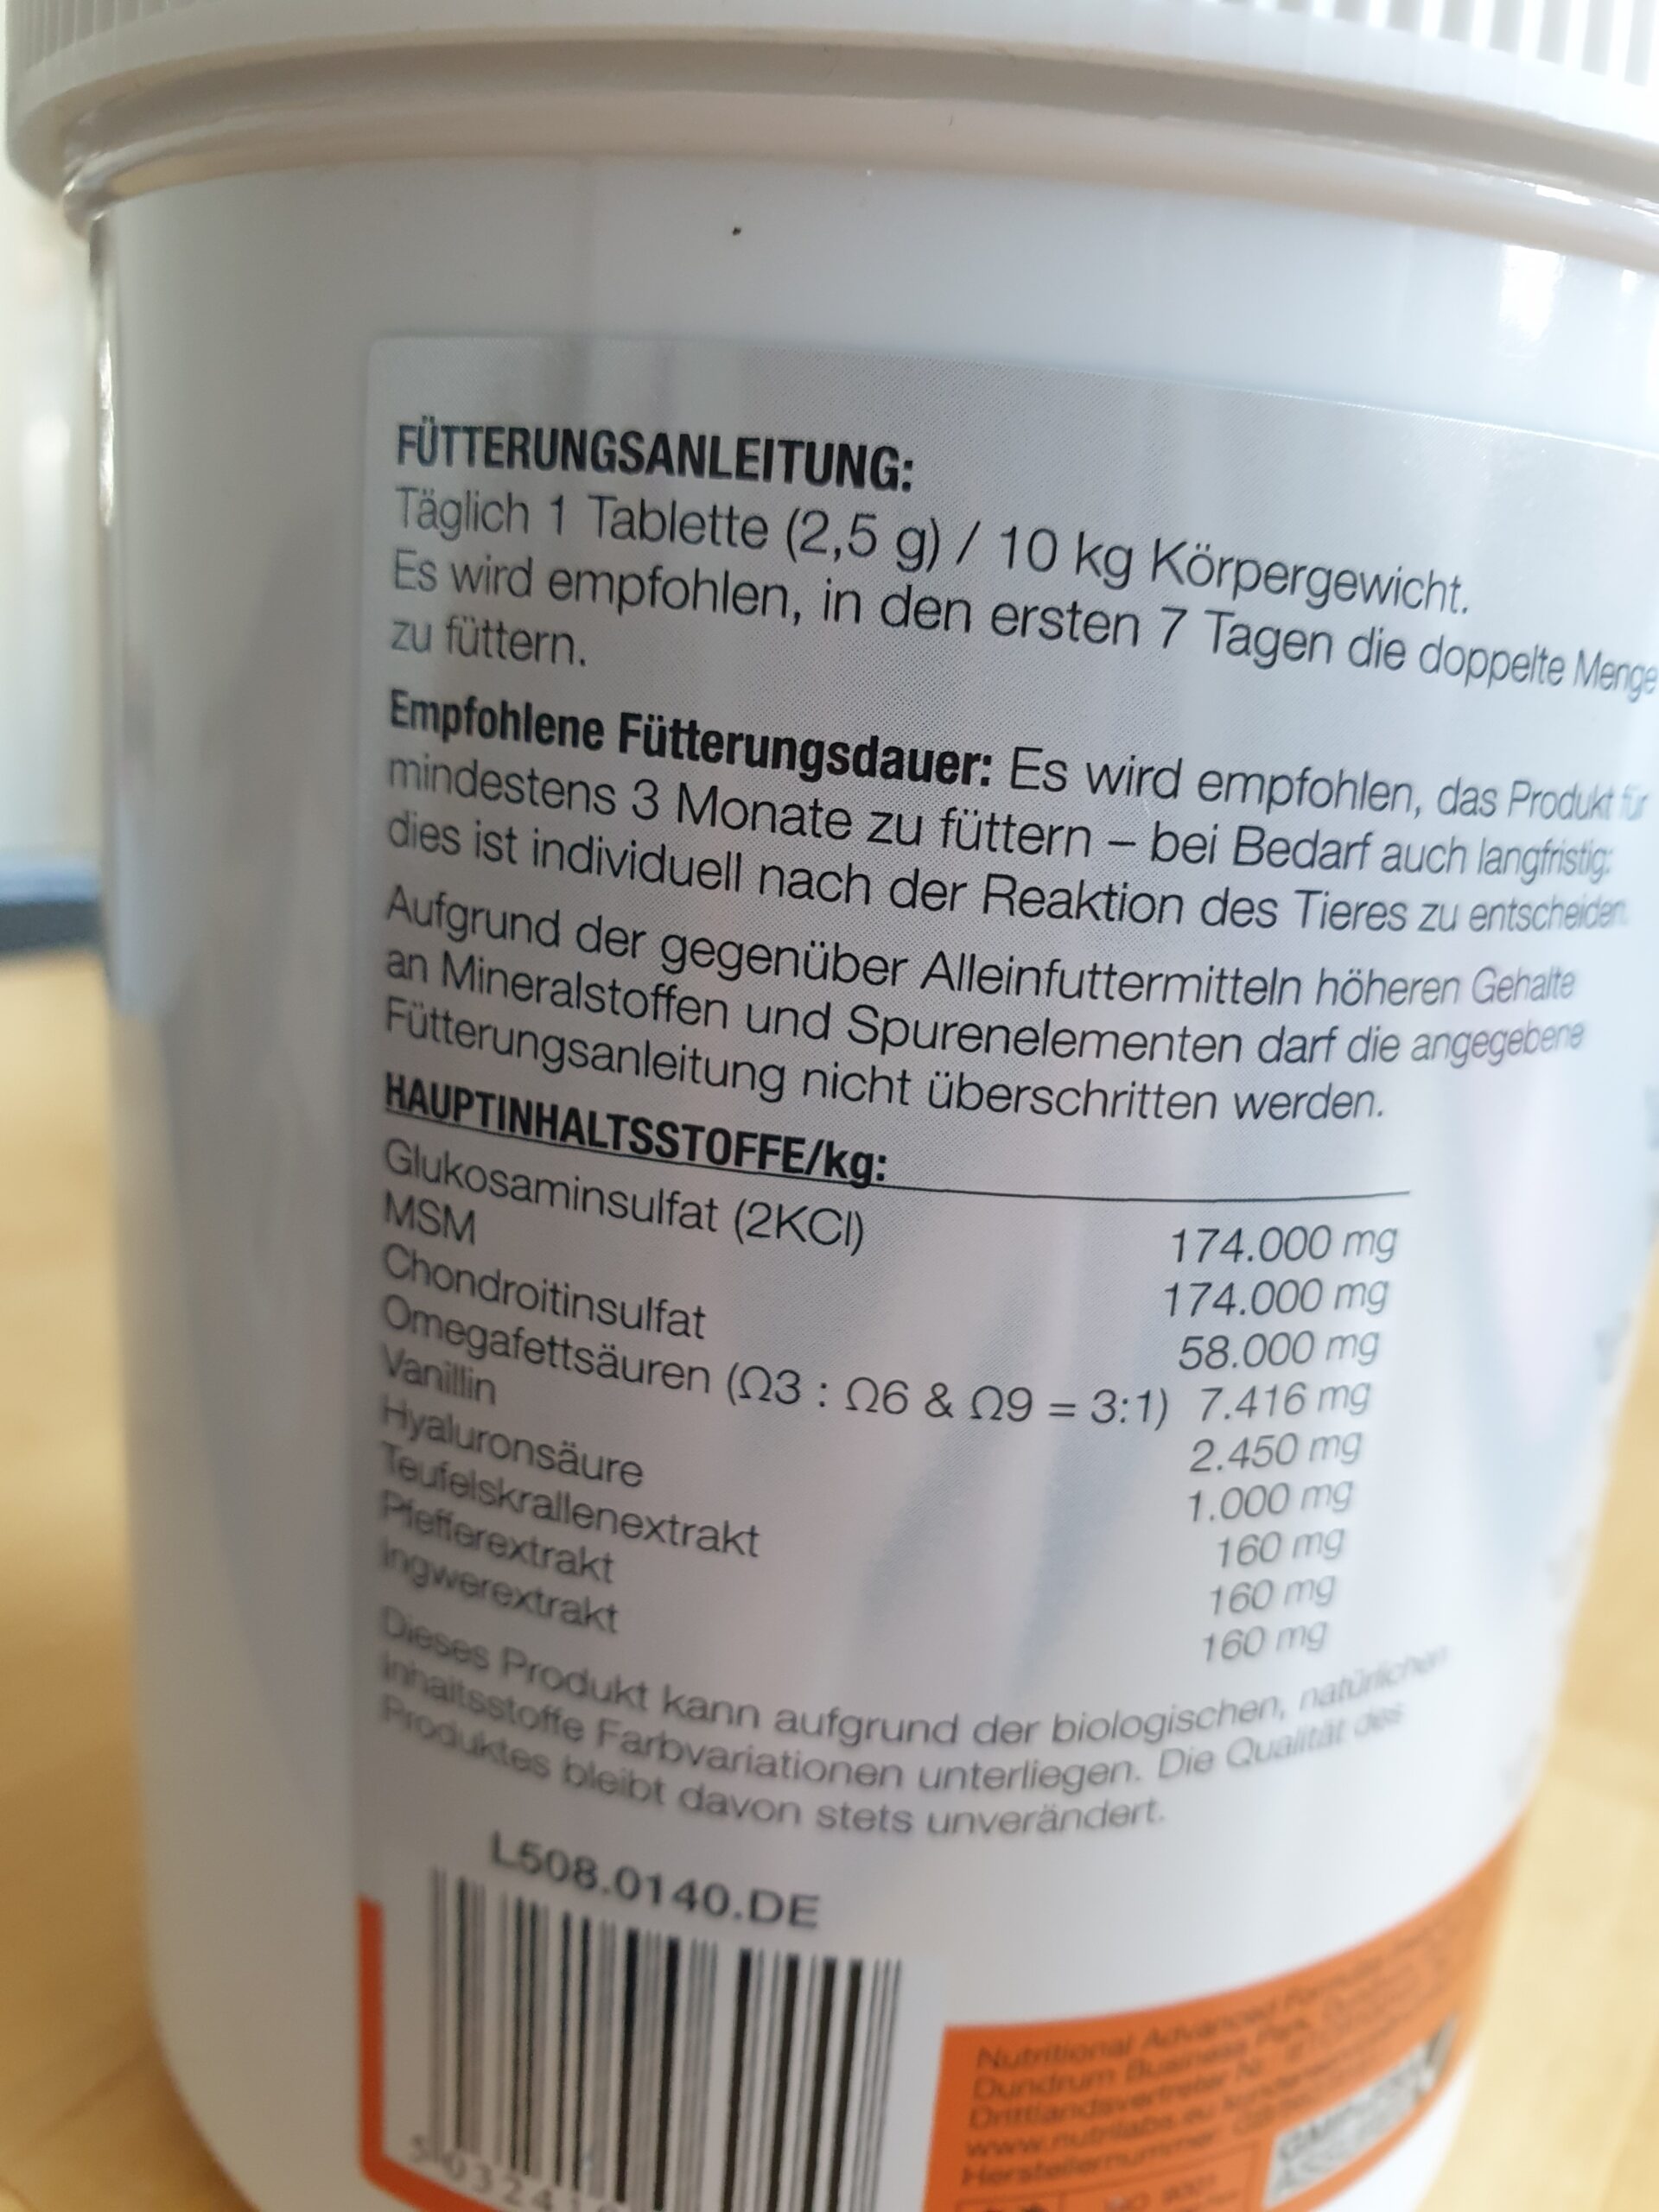 FÜTTERUNGSANLEITUNG:
Täglich 1 Tablette (2,5 g) / 10 kg Körpergewicht.
Es wird empfohlen, in den ersten 7 Tagen die doppelte Menge
zu füttern.
Empfohlene Fütterungsdauer: Es wird empfohlen, das Produkt für
mindestens 3 Monate zu füttern – bei Bedarf auch langfristig;
dies ist individuell nach der Reaktion des Tieres zu entscheiden.
Aufgrund der gegenüber Alleinfuttermitteln höheren Gehalte
an Mineralstoffen und Spurenelementen darf die angegebene
Fütterungsanleitung nicht überschritten werden.
HAUPTINHALTSSTOFFE/kg:
Glukosaminsulfat (2KCl) 174.000 mg
MSM 174.000 mg
Chondroitinsulfat 58.000 mg
Omegafettsäuren (Ω3 : Ω6 & Ω9 = 3:1) 7.416 mg
Vanillin 2.450 mg
Hyaluronsäure 1.000 mg
Teufelskrallenextrakt 160 mg
Pfefferextrakt 160 mg
Ingwerextrakt 160 mg
Dieses Produkt kann aufgrund der biologischen, natürlichen
Inhaltsstoffe Farbvariationen unterliegen. Die Qualität des
Produktes bleibt davon stets unverändert.
L508.0140.DE
Nutritional Advanced
Dundrum Business
Drittlandsvertreter
www.nutrilabs.eu
Herstellernummer: